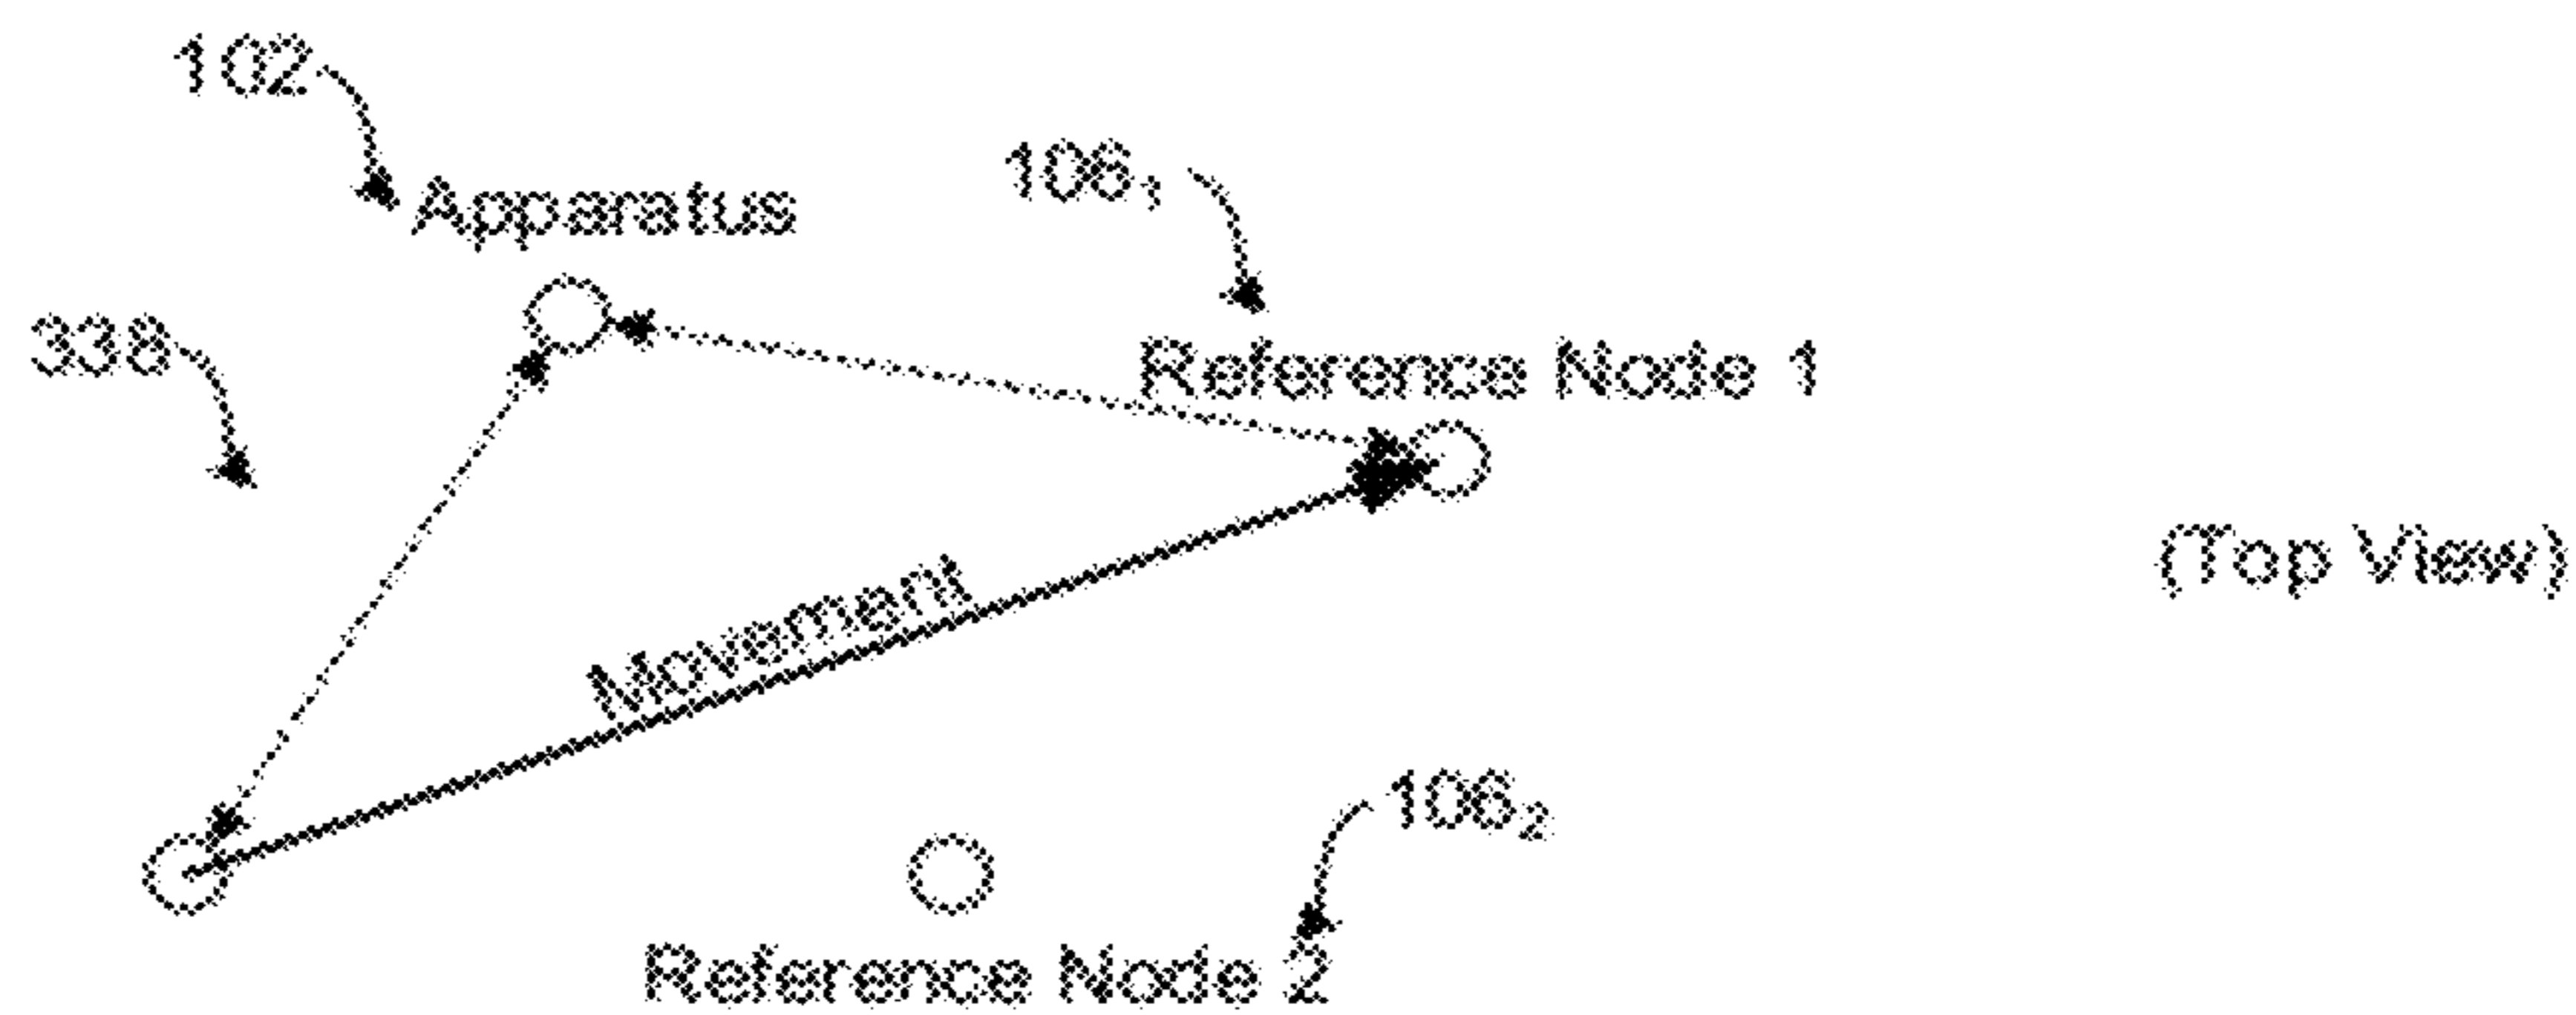 102
Apparatus
106₁
338
Reference Node 1
(Top View)
Movement
106₂
Reference Node 2